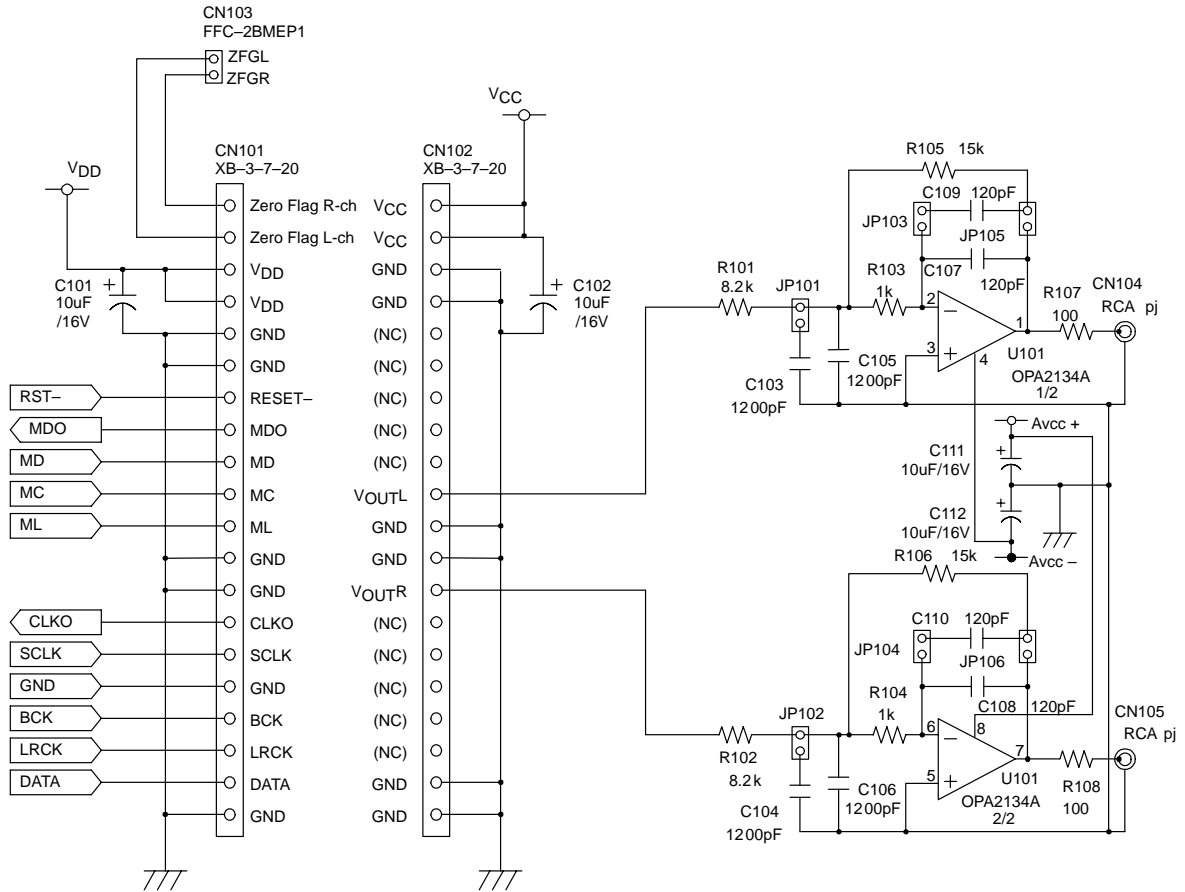 CN103
FFC–2BMEP1
ZFGL
ZFGR
VCC
VDD
CN101
XB–3–7–20
CN102
XB–3–7–20
Zero Flag R-ch
Zero Flag L-ch
VDD
VDD
GND
GND
RESET–
MDO
MD
MC
ML
GND
GND
CLKO
SCLK
GND
BCK
LRCK
DATA
GND
VCC
VCC
GND
GND
(NC)
(NC)
(NC)
(NC)
(NC)
VOUTL
GND
GND
VOUTR
(NC)
(NC)
(NC)
(NC)
(NC)
GND
GND
C101
10uF
/16V
+
C102
10uF
/16V
+
RST–
MDO
MD
MC
ML
CLKO
SCLK
GND
BCK
LRCK
DATA
R105 15k
C109 120pF
JP103
JP105
C107
120pF
R101
8.2k
JP101
R103
1k
2
–
3
+
4
1
U101
OPA2134A
1/2
R107
100
CN104
RCA pj
C103
1200pF
C105
1200pF
Avcc +
C111
10uF/16V
+
C112
10uF/16V
+
Avcc –
R106 15k
C110 120pF
JP104
JP106
C108 120pF
R102
8.2k
JP102
R104
1k
6
–
5
+
8
7
U101
OPA2134A
2/2
R108
100
CN105
RCA pj
C104
1200pF
C106
1200pF